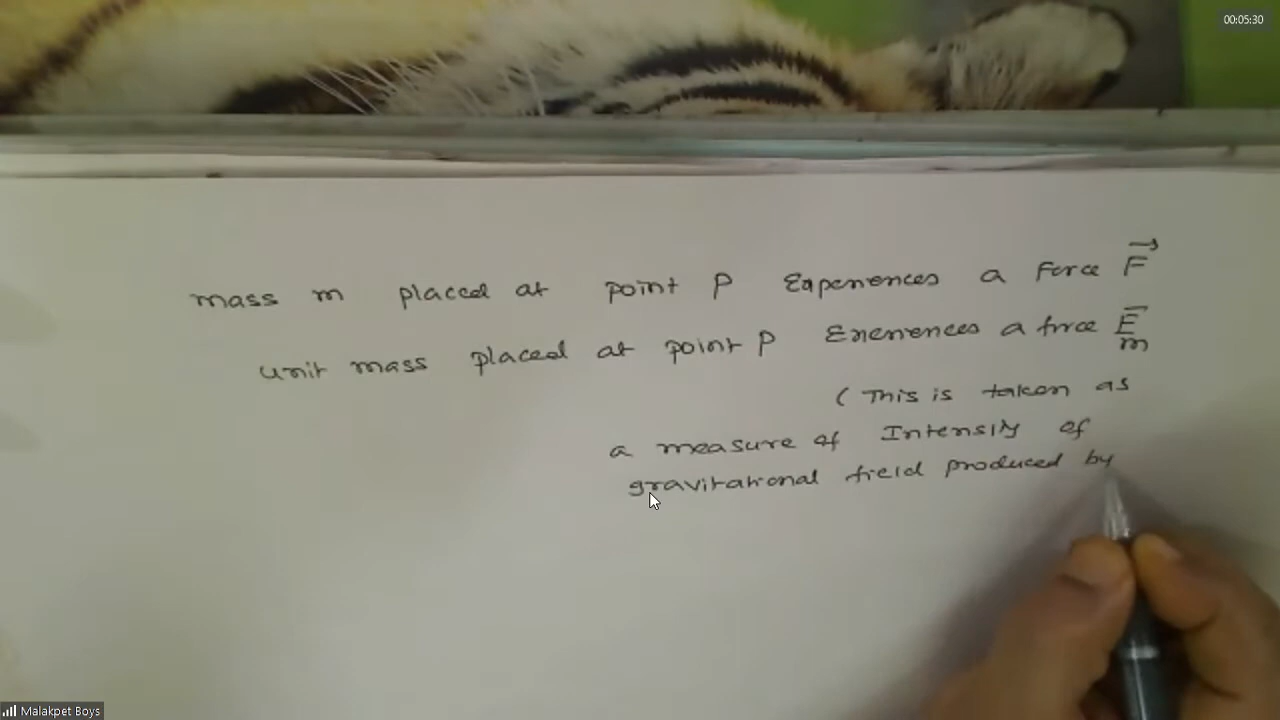 00:05:30
mass m placed at point P Experiences a Force F⃗
unit mass placed at point P Exeriences a force F⃗/m
( This is taken as
a measure of Intensity of
gravitational field produced by
Malakpet Boys